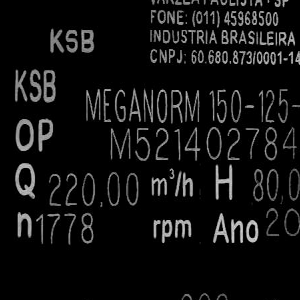 VARZEA PAULISTA - SP
FONE: (011) 45968500
KSB INDUSTRIA BRASILEIRA
CNPJ: 60.680.873/0001-14
KSB MEGANORM 150-125-
OP M521402784
Q 220,00 m³/h H 80,0
n 1778 rpm Ano 20